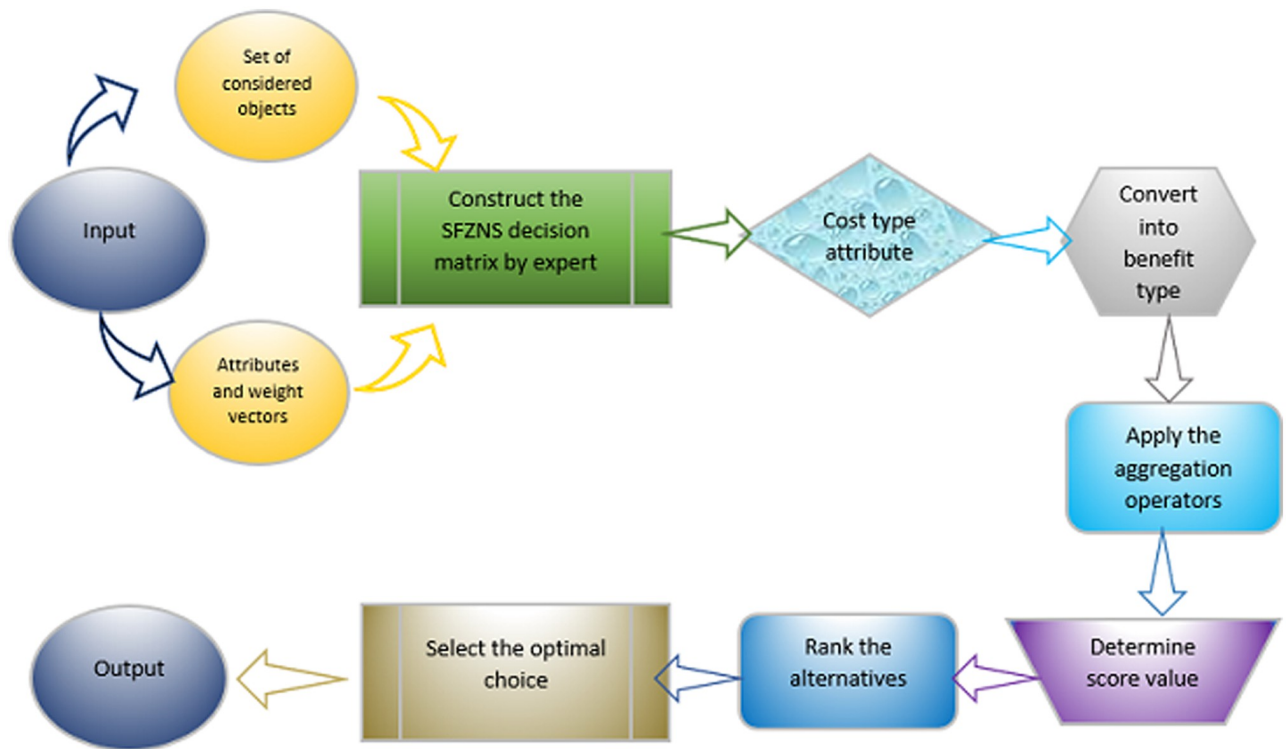 Set of
considered
objects
Input
Construct the
SFZNS decision
matrix by expert
Cost type
attribute
Convert
into
benefit
type
Attributes
and weight
vectors
Apply the
aggregation
operators
Determine
score value
Rank the
alternatives
Select the optimal
choice
Output